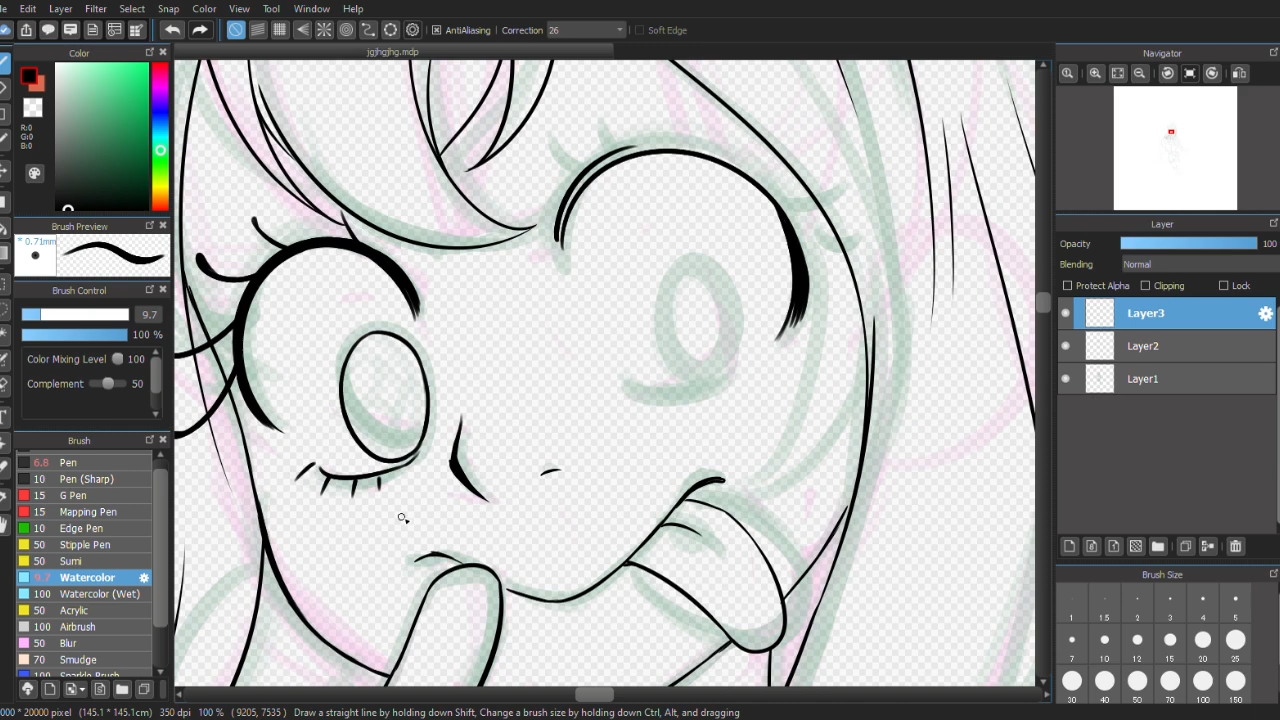 Edit Layer Filter Select Snap Color View Tool Window Help
AntiAliasing Correction 26 Soft Edge
Color
R:0
G:0
B:0
Brush Preview
* 0.71mm
Brush Control
9.7
100 %
Color Mixing Level 100
Complement 50
Brush
6.8 Pen
10 Pen (Sharp)
15 G Pen
15 Mapping Pen
10 Edge Pen
50 Stipple Pen
50 Sumi
9.7 Watercolor
100 Watercolor (Wet)
50 Acrylic
100 Airbrush
50 Blur
70 Smudge
100 Sparkle Brush
jgjhgjhg.mdp
Navigator
Layer
Opacity 100
Blending Normal
Protect Alpha Clipping Lock
Layer3
Layer2
Layer1
Brush Size
1 1.5 2 3 4 5
7 10 12 15 20 25
30 40 50 70 100 150
000 * 20000 pixel (145.1 * 145.1cm) 350 dpi 100 % ( 9205, 7535 ) Draw a straight line by holding down Shift, Change a brush size by holding down Ctrl, Alt, and dragging